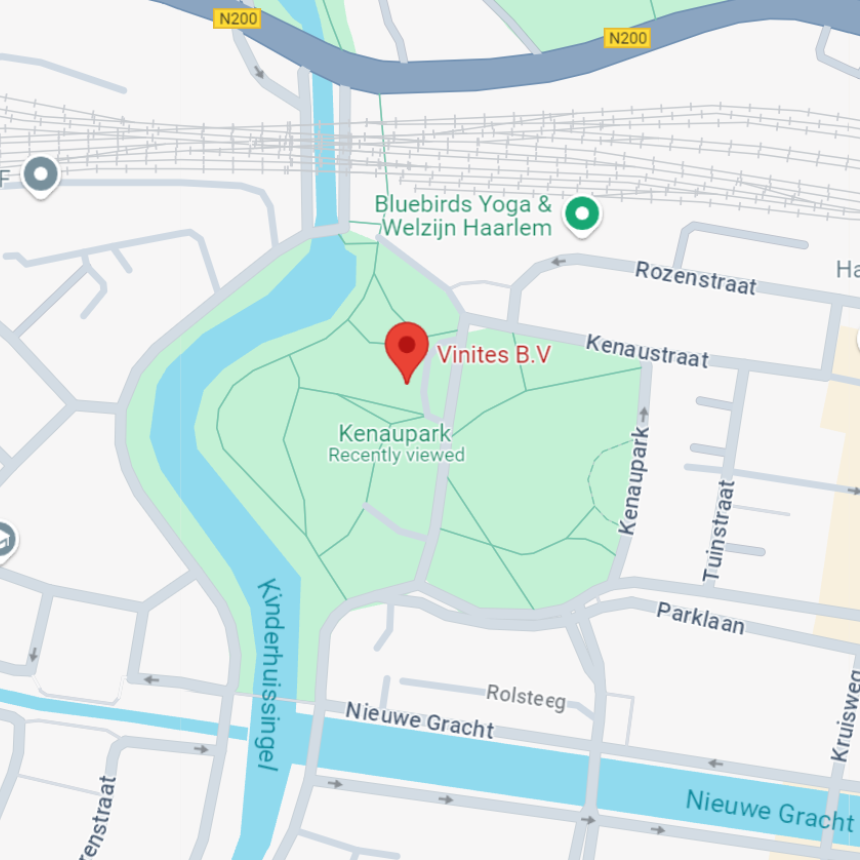 N200
N200
F
Bluebirds Yoga &
Welzijn Haarlem
Rozenstraat
Ha
Kenaustraat
Vinites B.V
Kenaupark
Recently viewed
Kenaupark
Tuinstraat
Kinderhuissingel
Parklaan
Rolsteeg
Nieuwe Gracht
Kruisweg
Nieuwe Gracht
renstraat